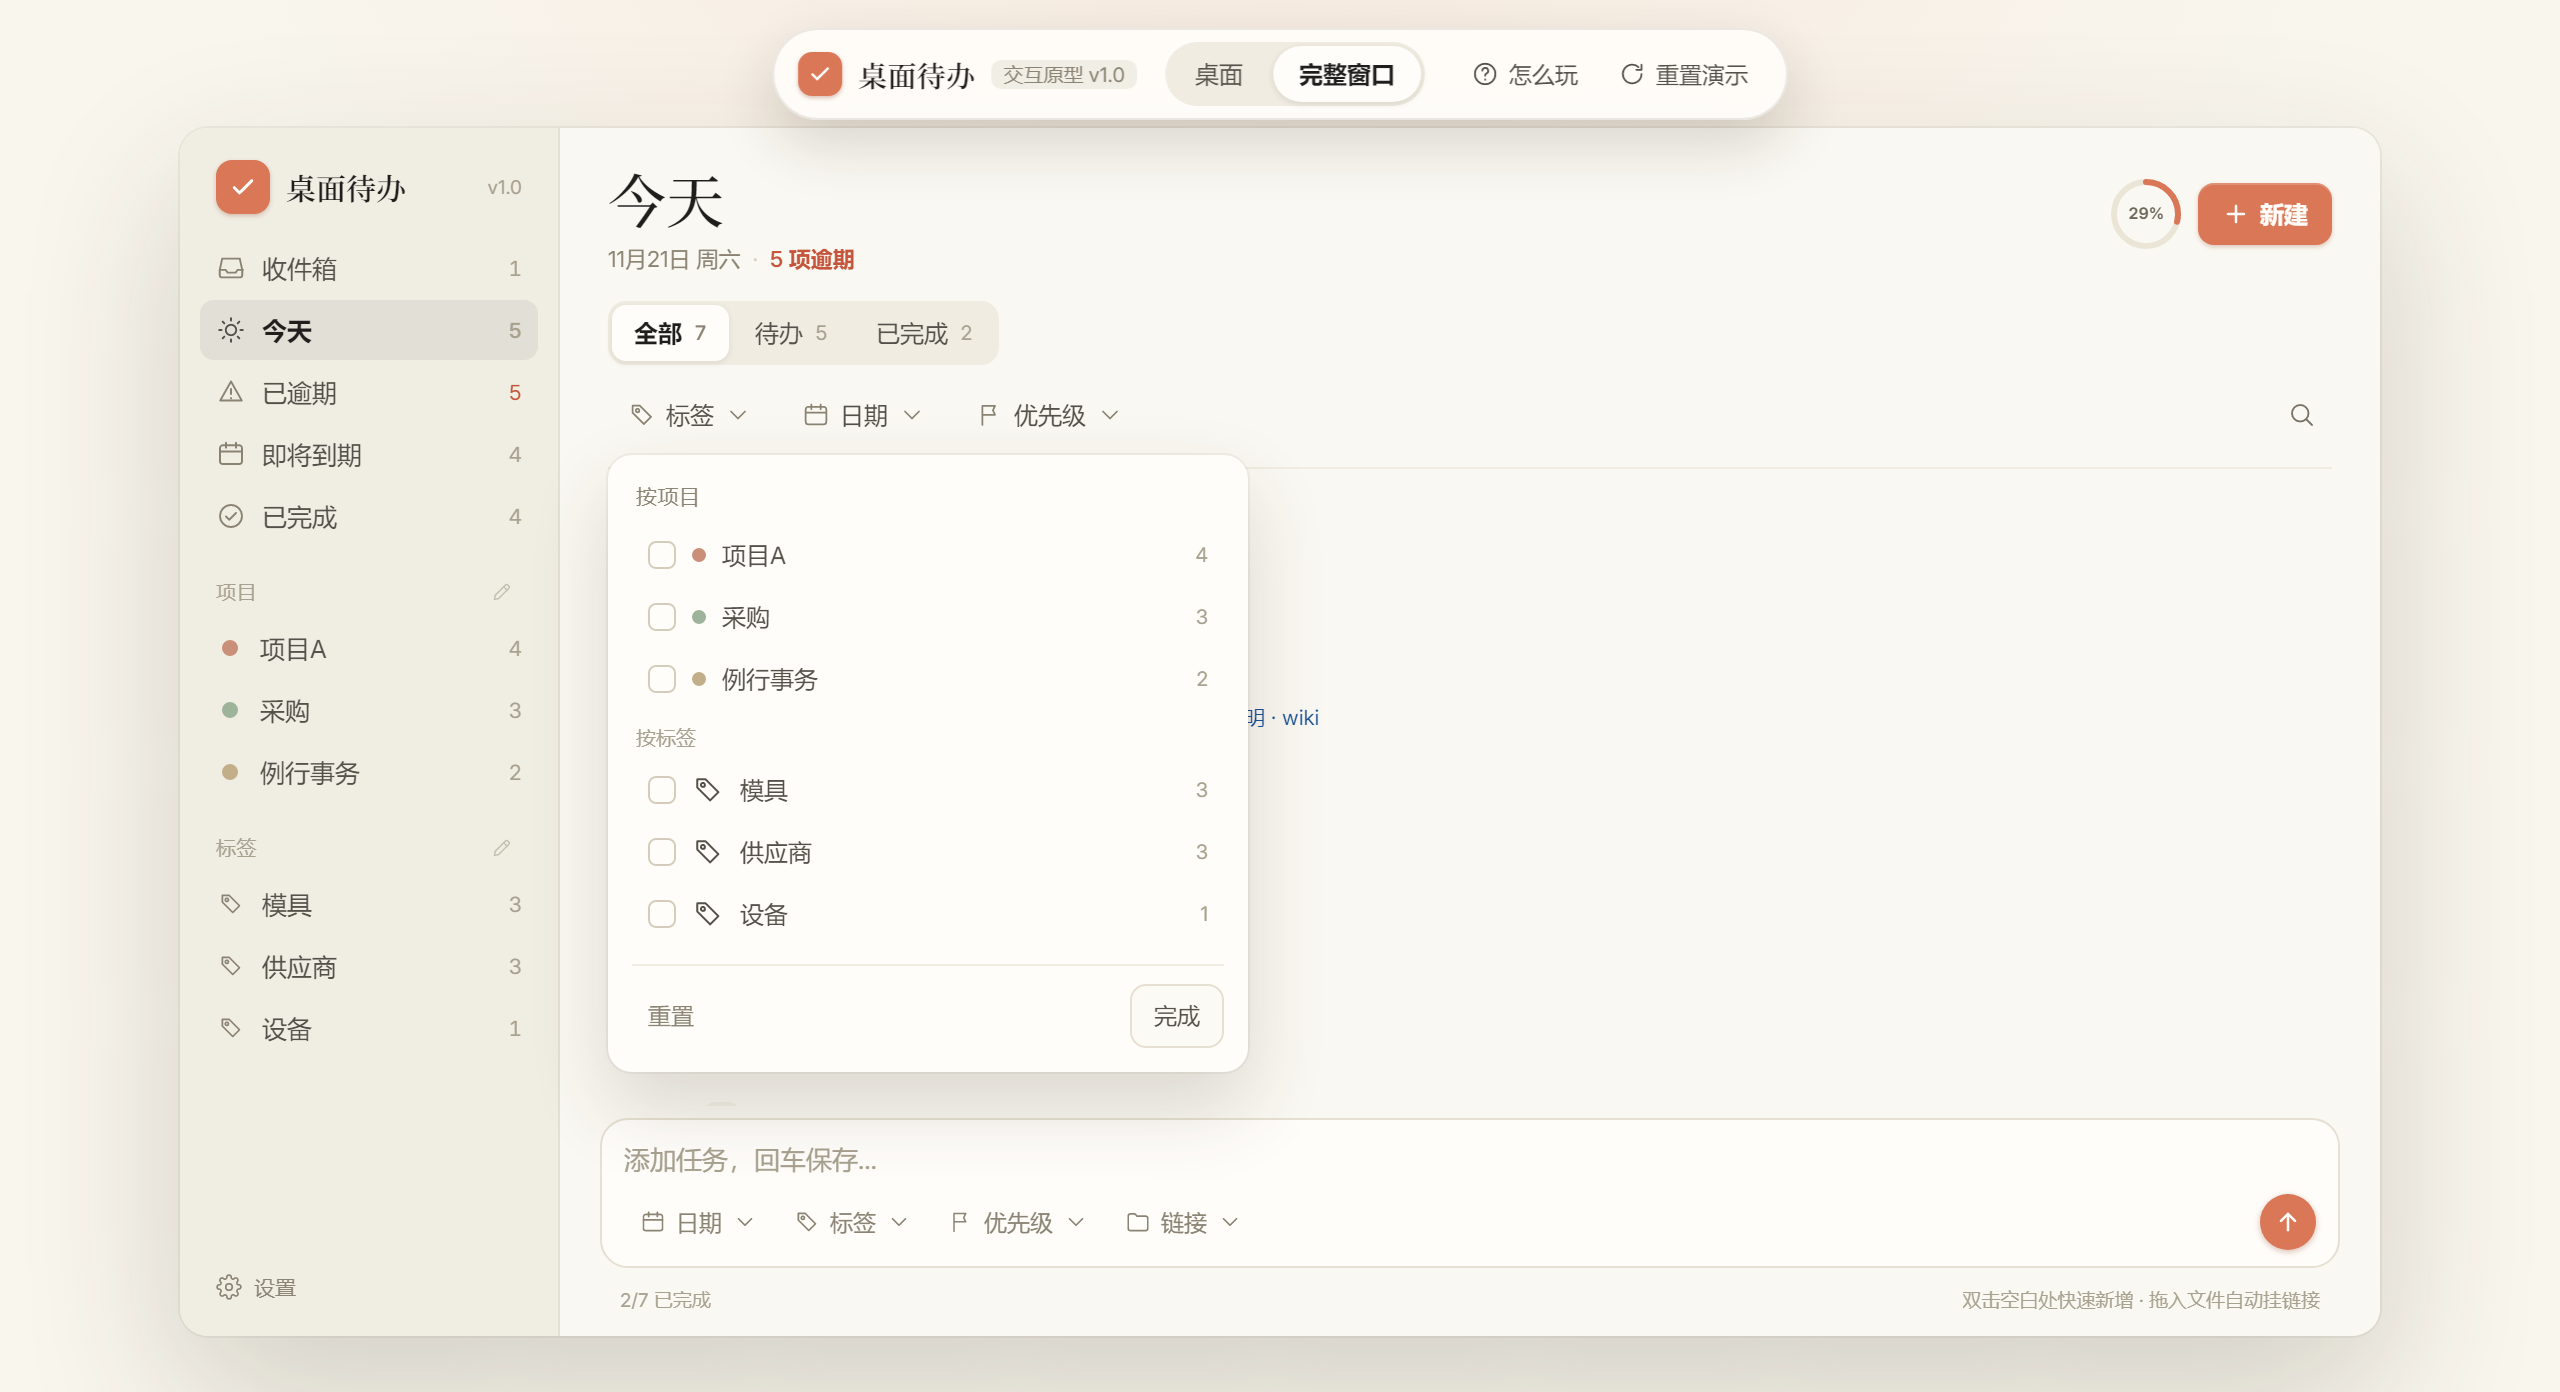 桌面待办 交互原型 v1.0 桌面 完整窗口 怎么玩 重置演示
桌面待办 v1.0
收件箱 1
今天 5
已逾期 5
即将到期 4
已完成 4
项目
项目A 4
采购 3
例行事务 2
标签
模具 3
供应商 3
设备 1
设置
今天
11月21日 周六 · 5 项逾期
29%
新建
全部 7 待办 5 已完成 2
标签 日期 优先级
按项目
项目A 4
采购 3
例行事务 2
明 · wiki
按标签
模具 3
供应商 3
设备 1
重置 完成
添加任务，回车保存...
日期 标签 优先级 链接
2/7 已完成 双击空白处快速新增 · 拖入文件自动挂链接